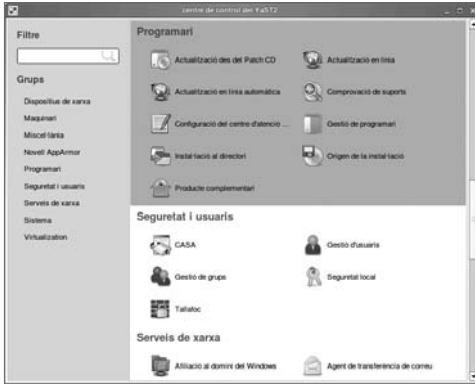 centre de control del YaST2
Filtre
Grups
Dispositius de xarxa
Maquinari
Miscel·lània
Novell AppArmor
Programari
Seguretat i usuaris
Serveis de xarxa
Sistema
Virtualization
Programari
Actualització des del Patch CD
Actualització en línia
Actualització en línia automàtica
Comprovació de suports
Configuració del centre d'atenció ...
Gestió de programari
Instal·lació al directori
Origen de la instal·lació
Producte complementari
Seguretat i usuaris
CASA
Gestió d'usuaris
Gestió de grups
Seguretat local
Tallafoc
Serveis de xarxa
Afiliació al domini del Windows
Agent de transferència de correu